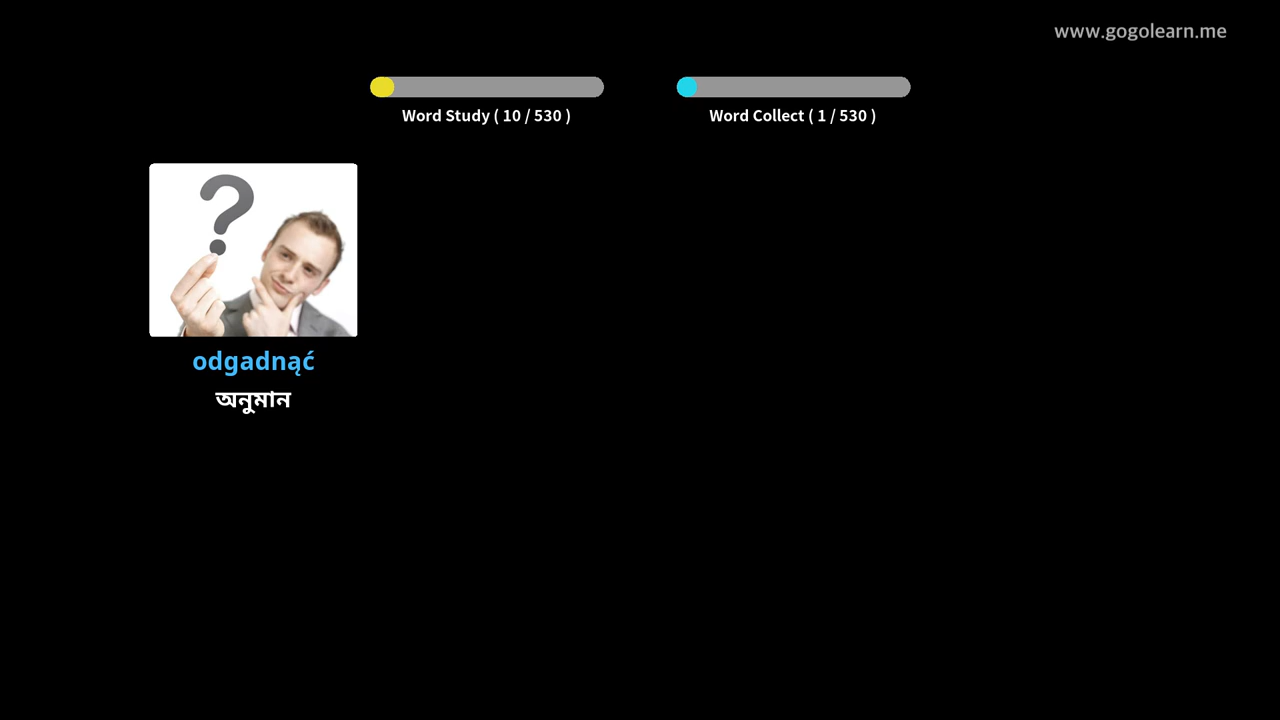 www.gogolearn.me
Word Study ( 10 / 530 )
Word Collect ( 1 / 530 )
?
odgadnąć
অনুমান